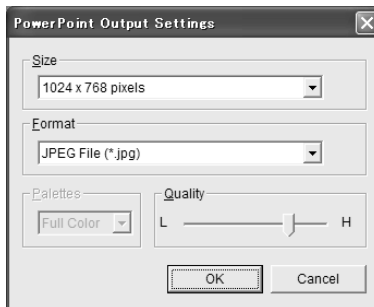 PowerPoint Output Settings
Size
1024 x 768 pixels
Format
JPEG File (*.jpg)
Palettes
Quality
Full Color
L
H
OK
Cancel